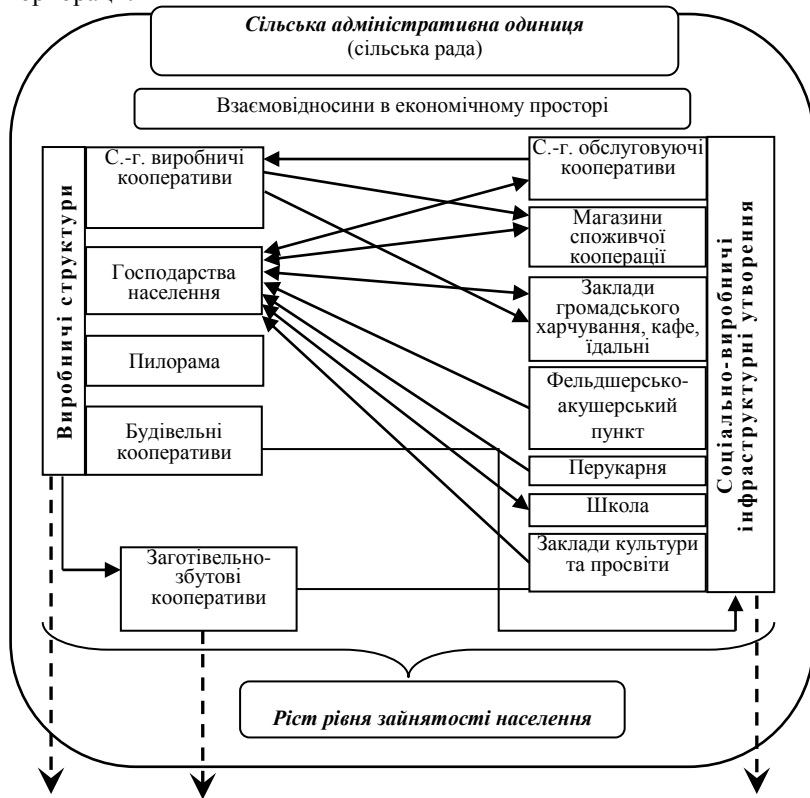 Сільська адміністративна одиниця
(сільська рада)
Взаємовідносини в економічному просторі
Виробничі структури
С.-г. виробничі
кооперативи
Господарства
населення
Пилорама
Будівельні
кооперативи
Заготівельно-
збутові
кооперативи
С.-г. обслуговуючі
кооперативи
Магазини
споживчої
кооперації
Заклади
громадського
харчування, кафе,
їдальні
Фельдшерсько-
акушерський
пункт
Перукарня
Школа
Заклади культури
та просвіти
Соціально-виробничі
інфраструктурні утворення
Ріст рівня зайнятості населення